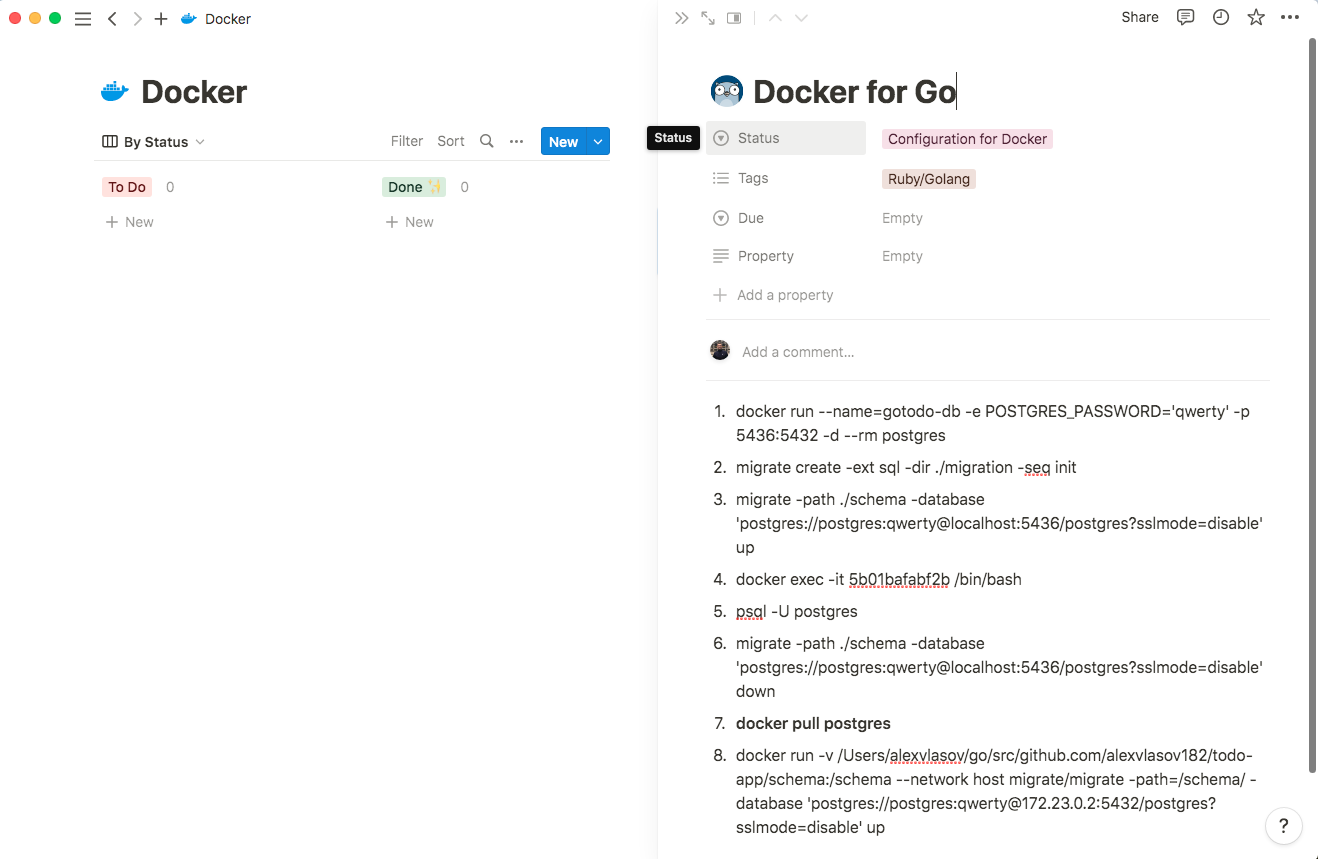 Docker
Share
Docker
By Status
Filter Sort
New
To Do 0
Done ✨ 0
New
New
Docker for Go
Status
Status
Configuration for Docker
Tags
Ruby/Golang
Due
Empty
Property
Empty
Add a property
Add a comment…
1. docker run --name=gotodo-db -e POSTGRES_PASSWORD='qwerty' -p
5436:5432 -d --rm postgres
2. migrate create -ext sql -dir ./migration -seq init
3. migrate -path ./schema -database
'postgres://postgres:qwerty@localhost:5436/postgres?sslmode=disable'
up
4. docker exec -it 5b01bafabf2b /bin/bash
5. psql -U postgres
6. migrate -path ./schema -database
'postgres://postgres:qwerty@localhost:5436/postgres?sslmode=disable'
down
7. docker pull postgres
8. docker run -v /Users/alexvlasov/go/src/github.com/alexvlasov182/todo-
app/schema:/schema --network host migrate/migrate -path=/schema/ -
database 'postgres://postgres:qwerty@172.23.0.2:5432/postgres?
sslmode=disable' up
?